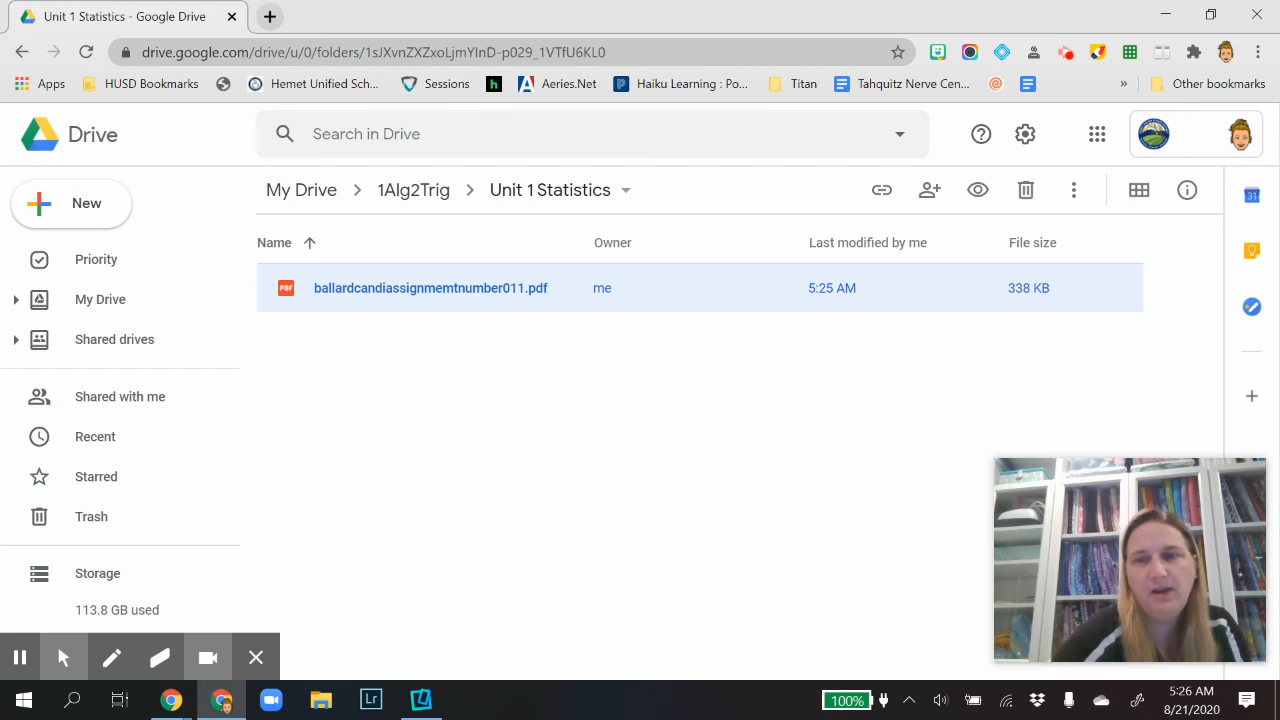 Unit 1 Statistics - Google Drive
drive.google.com/drive/u/0/folders/1sJXvnZXZxoLjmYInD-p029_1VTfU6KL0
Apps HUSD Bookmarks Hemet Unified Sch... Sessions h Aeries.Net Haiku Learning : Po... Titan Tahquitz Nerve Cen... » Other bookmarks
Drive
Search in Drive
My Drive > 1Alg2Trig > Unit 1 Statistics
New
Name Owner Last modified by me File size
ballardcandiassignmemtnumber011.pdf me 5:25 AM 338 KB
PDF
31
Priority
My Drive
Shared drives
Shared with me
Recent
Starred
Trash
Storage
113.8 GB used
Lr
100%
5:26 AM
8/21/2020